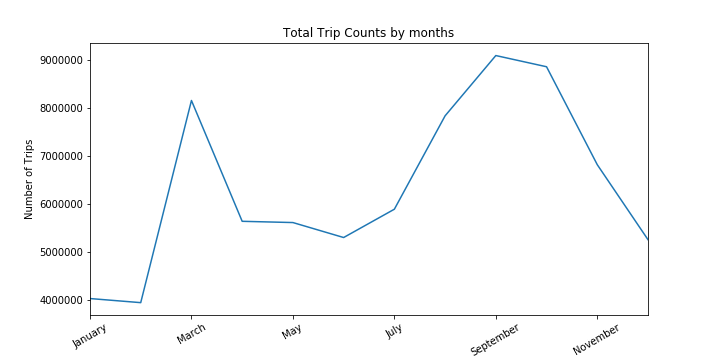 Total Trip Counts by months
Number of Trips
9000000
8000000
7000000
6000000
5000000
4000000
January
March
May
July
September
November